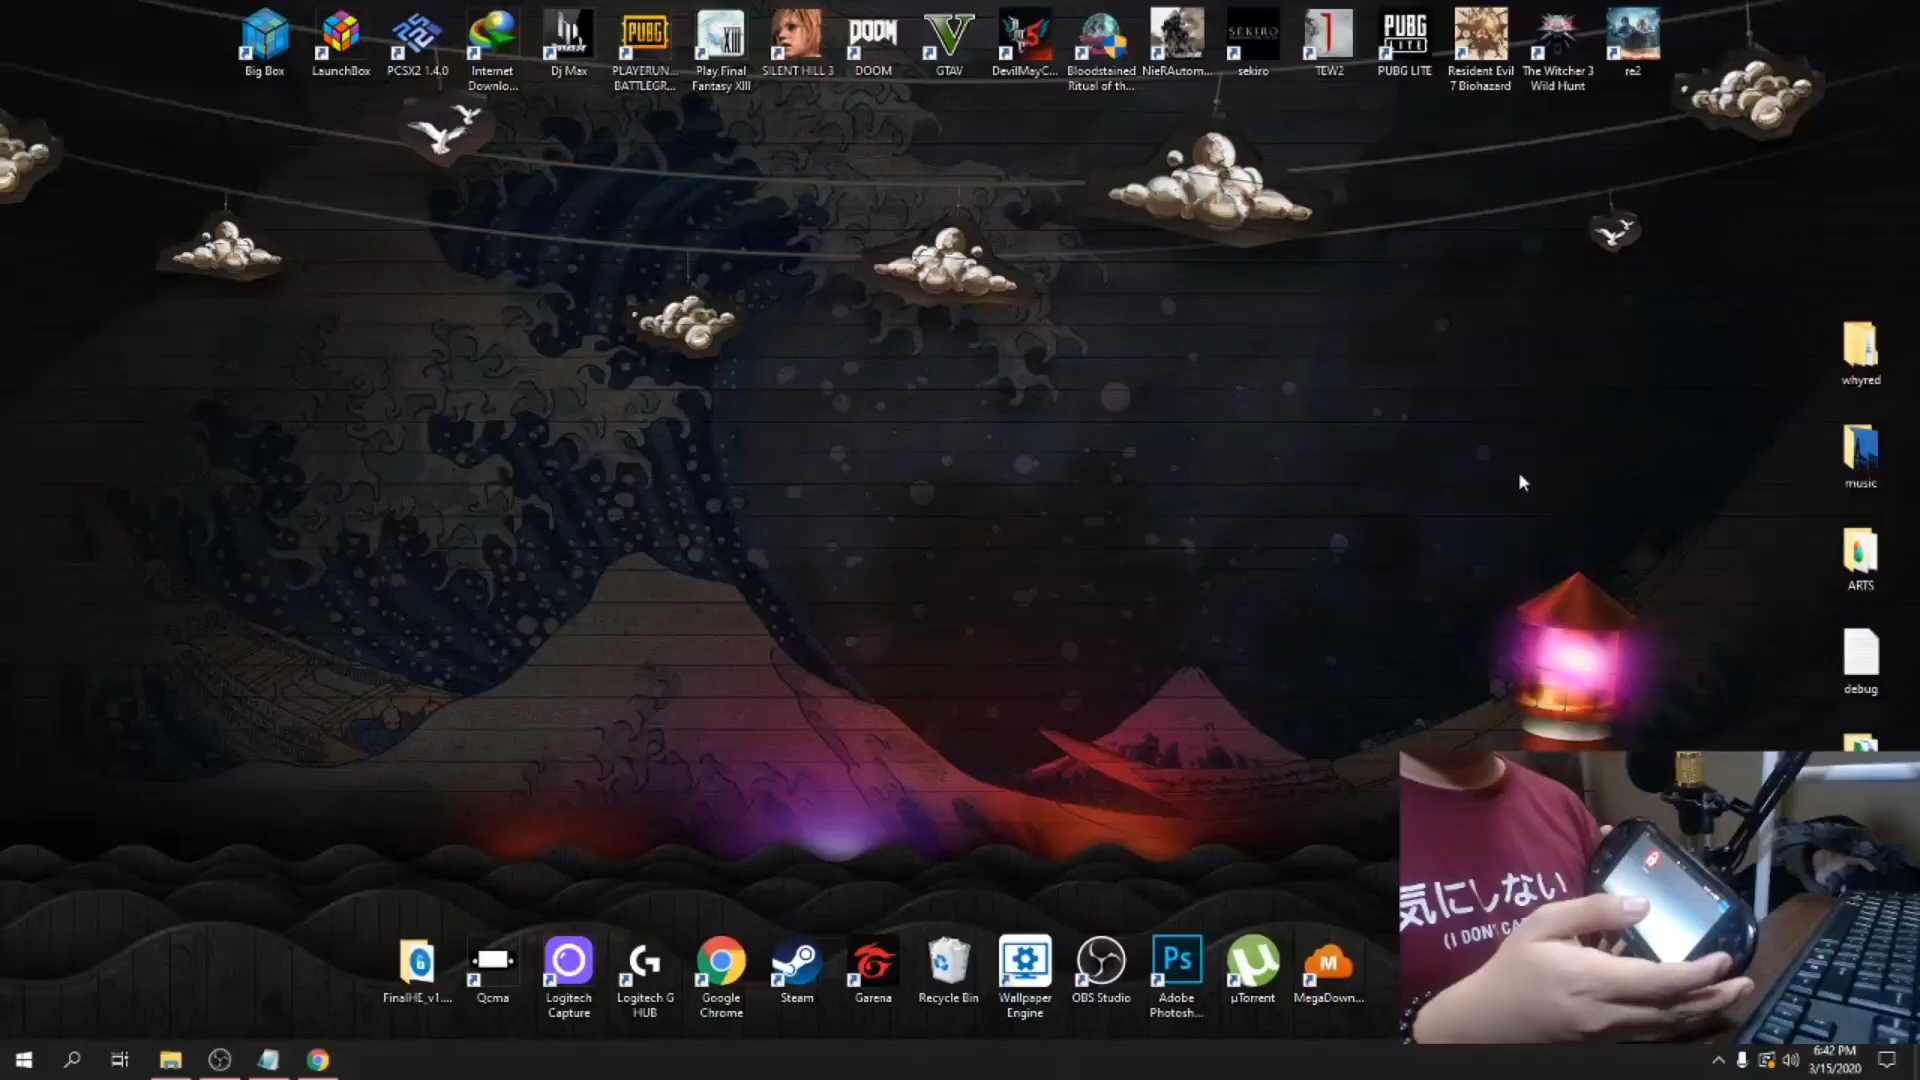 DOOM
SEKIRO
PUBG
LITE
PUBG
Big Box
LaunchBox
PCSX2 1.4.0
Internet
Downlo...
Dj Max
PLAYERUN...
BATTLEGR...
Play Final
Fantasy XIII
SILENT HILL 3
DOOM
GTAV
DevilMayC...
Bloodstained
Ritual of th...
NieRAutom...
sekiro
TEW2
PUBG LITE
Resident Evil
7 Biohazard
The Witcher 3
Wild Hunt
re2
whyred
music
ARTS
debug
気にしない
(I DON'T CA
FinalHE_v1....
Qcma
Logitech
Capture
Logitech G
HUB
Google
Chrome
Steam
Garena
Recycle Bin
Wallpaper
Engine
OBS Studio
Ps
Adobe
Photosh...
µTorrent
MegaDown...
6:42 PM
3/15/2020